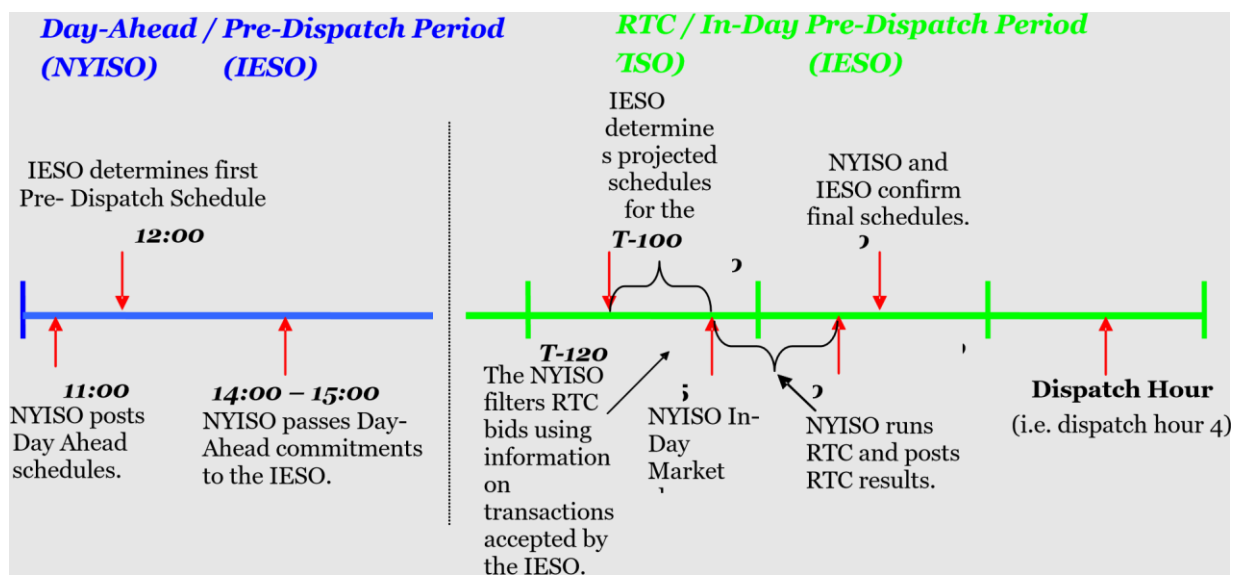 Day-Ahead / Pre-Dispatch Period
(NYISO) (IESO)
IESO determines first
Pre- Dispatch Schedule
12:00
11:00
NYISO posts
Day Ahead
schedules.
14:00 – 15:00
NYISO passes Day-
Ahead commitments
to the IESO.
RTC / In-Day Pre-Dispatch Period
ISO) (IESO)
IESO
determine
s projected
schedules
for the
T-100
NYISO and
IESO confirm
final schedules.
T-120
The NYISO
filters RTC
bids using
information
on
transactions
accepted by
the IESO.
NYISO In-
Day
Market
NYISO runs
RTC and posts
RTC results.
Dispatch Hour
(i.e. dispatch hour 4)